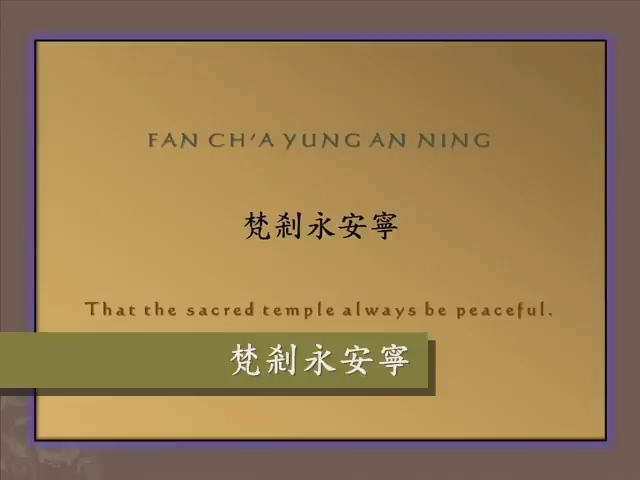 FAN CH'A YUNG AN NING
梵剎永安寧
That the sacred temple always be peaceful.
梵剎永安寧